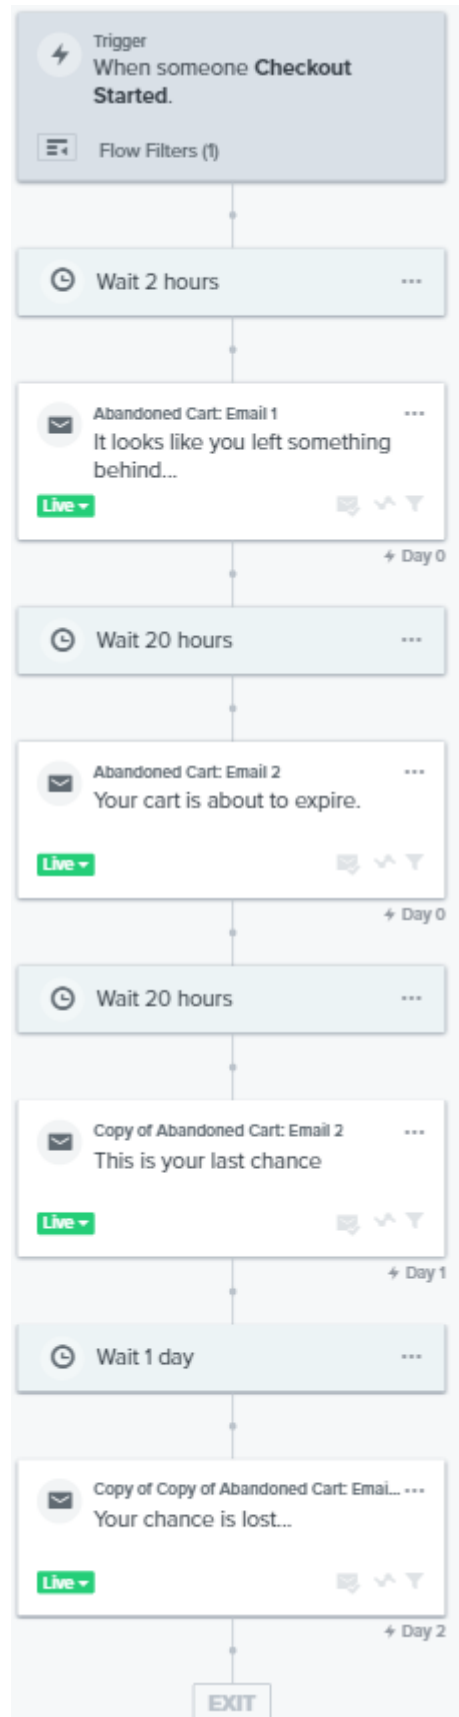 Trigger
When someone Checkout
Started.
Flow Filters (1)
Wait 2 hours
Abandoned Cart: Email 1
It looks like you left something
behind...
Live
Day 0
Wait 20 hours
Abandoned Cart: Email 2
Your cart is about to expire.
Live
Day 0
Wait 20 hours
Copy of Abandoned Cart: Email 2
This is your last chance
Live
Day 1
Wait 1 day
Copy of Copy of Abandoned Cart: Emai...
Your chance is lost...
Live
Day 2
EXIT